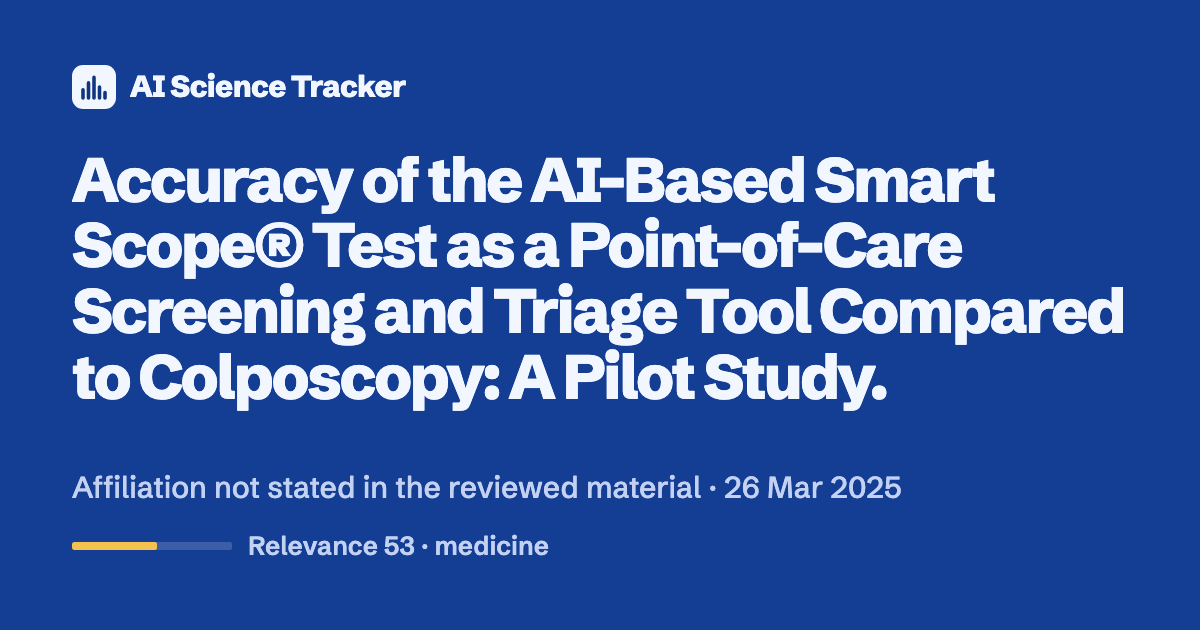 AI Science Tracker
Accuracy of the AI-Based Smart
Scope® Test as a Point-of-Care
Screening and Triage Tool Compared
to Colposcopy: A Pilot Study.
Affiliation not stated in the reviewed material · 26 Mar 2025
Relevance 53 · medicine